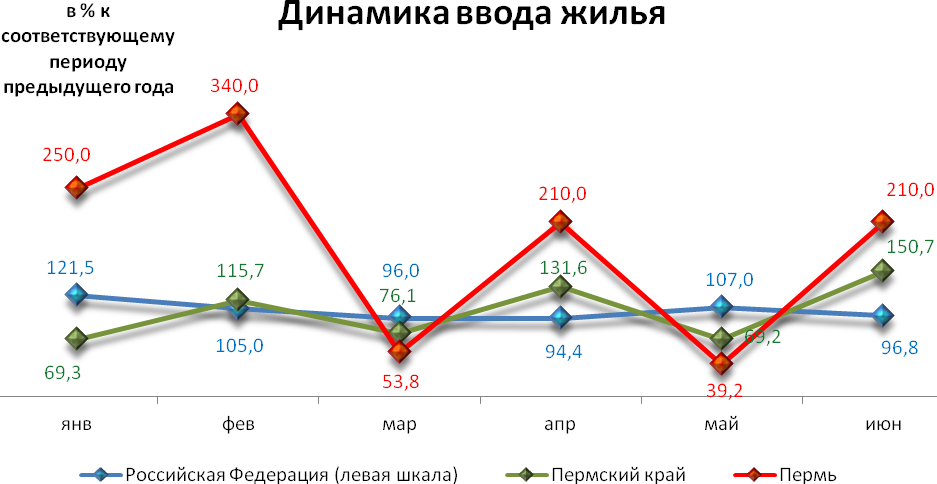 Динамика ввода жилья
в % к
соответствующему
периоду
предыдущего года
340,0
250,0
210,0
210,0
150,7
121,5
115,7
96,0
131,6
107,0
76,1
69,2
69,3
105,0
53,8
94,4
39,2
96,8
янв фев мар апр май июн
Российская Федерация (левая шкала) Пермский край Пермь